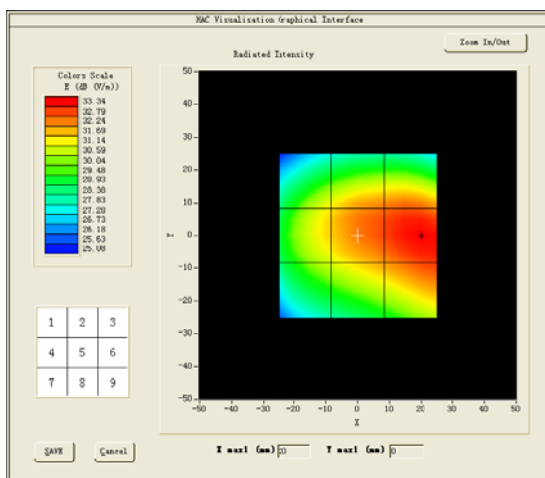 HAC Visualisation Graphical Interface
Zoom In/Out
Radiated Intensity
Colors Scale
E (dB (V/m))
33.34
32.79
32.24
31.69
31.14
30.59
30.04
29.48
28.93
28.38
27.83
27.28
26.73
26.18
25.63
25.08
50
40
30
20
10
0
-10
-20
-30
-40
-50
Y
-50 -40 -30 -20 -10 0 10 20 30 40 50
X
1 2 3
4 5 6
7 8 9
SAVE
Cancel
X max1 (mm)
Y max1 (mm) 0